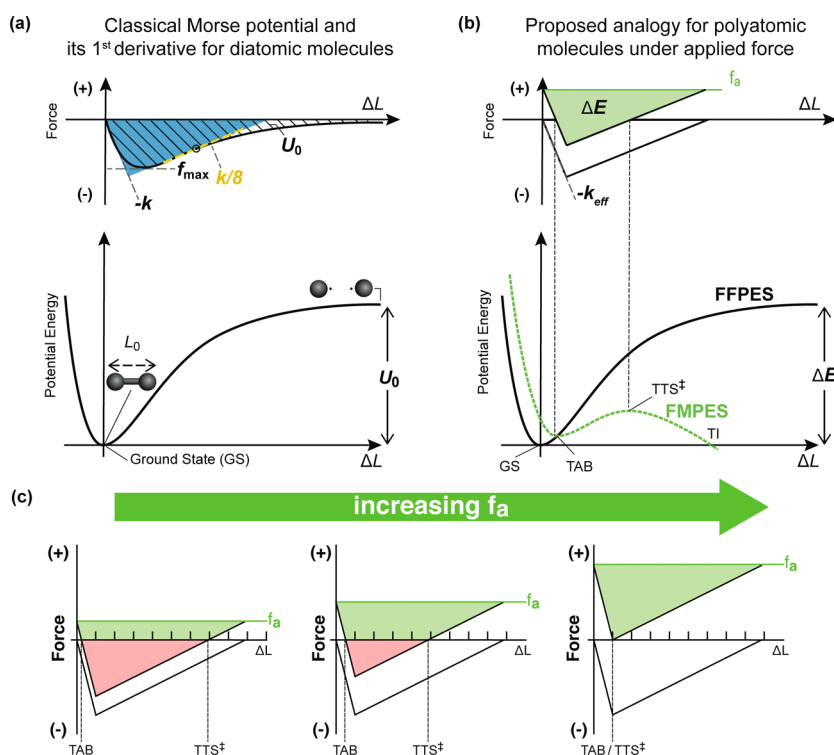 (a)
Classical Morse potential and
its 1st derivative for diatomic molecules
(+)
ΔL
Force
U0
fmax
k/8
(-)
-k
Potential Energy
L0
U0
Ground State (GS)
ΔL
(b)
Proposed analogy for polyatomic
molecules under applied force
fa
(+)
ΔE
ΔL
Force
(-)
-keff
Potential Energy
FFPES
TTS‡
ΔE
FMPES
TI
GS
TAB
ΔL
(c)
increasing fa
(+)
fa
Force
ΔL
(-)
TAB
TTS‡
(+)
fa
Force
ΔL
(-)
TAB
TTS‡
(+)
fa
Force
ΔL
(-)
TAB / TTS‡